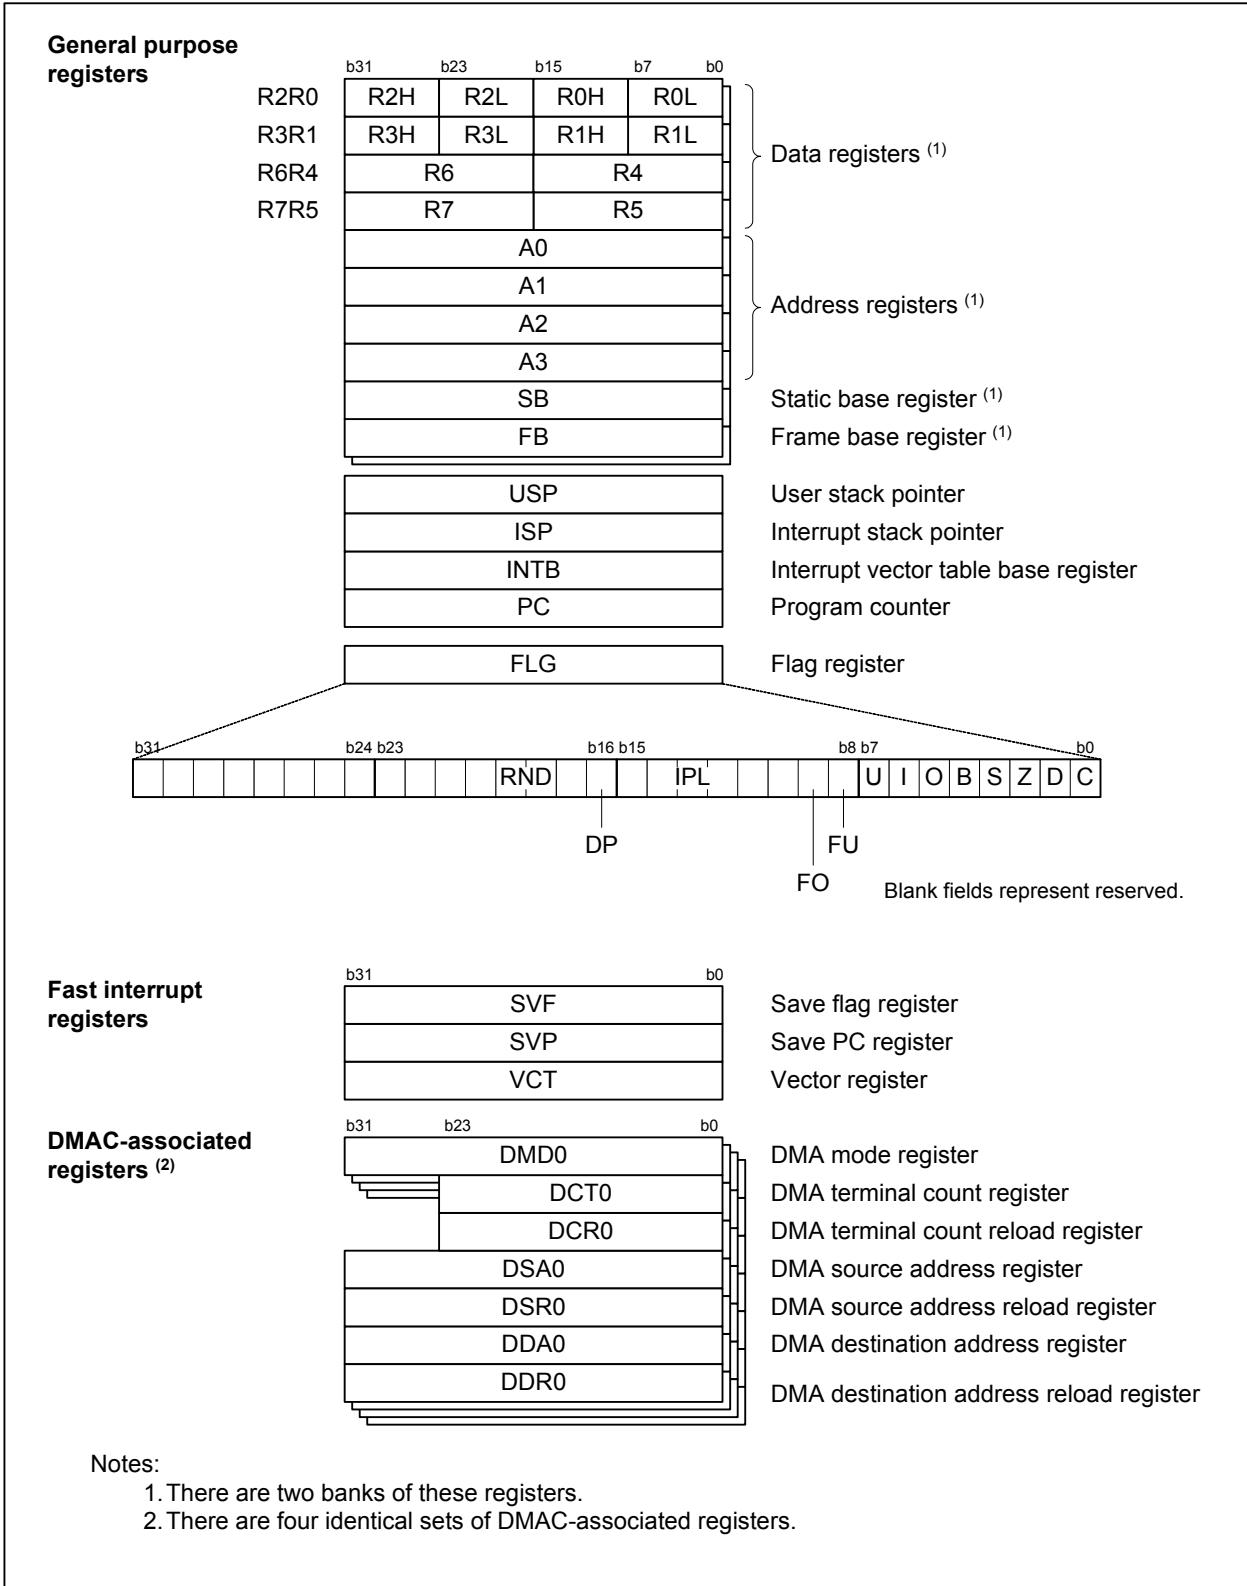 General purpose
registers
b31 b23 b15 b7 b0
R2R0 R2H R2L R0H R0L
R3R1 R3H R3L R1H R1L
Data registers (1)
R6R4 R6 R4
R7R5 R7 R5
A0
A1
Address registers (1)
A2
A3
SB Static base register (1)
FB Frame base register (1)
USP User stack pointer
ISP Interrupt stack pointer
INTB Interrupt vector table base register
PC Program counter
FLG Flag register
b31 b24 b23 b16 b15 b8 b7 b0
RND IPL U I O B S Z D C
DP FU
FO
Blank fields represent reserved.
Fast interrupt
registers
b31 b0
SVF Save flag register
SVP Save PC register
VCT Vector register
DMAC-associated
registers (2)
b31 b23 b0
DMD0 DMA mode register
DCT0 DMA terminal count register
DCR0 DMA terminal count reload register
DSA0 DMA source address register
DSR0 DMA source address reload register
DDA0 DMA destination address register
DDR0 DMA destination address reload register
Notes:
1. There are two banks of these registers.
2. There are four identical sets of DMAC-associated registers.